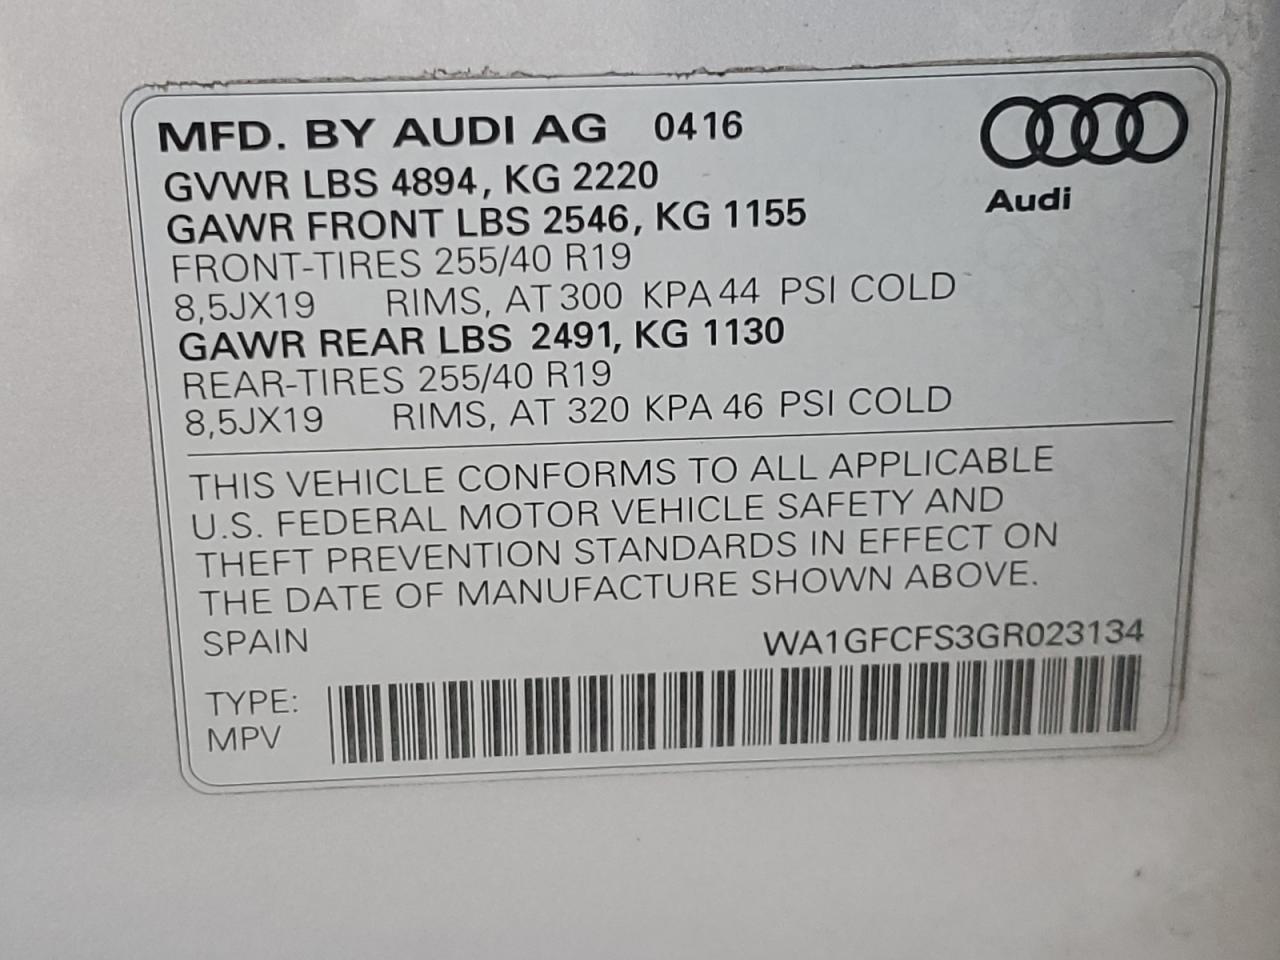 MFD. BY AUDI AG 0416
GVWR LBS 4894, KG 2220
GAWR FRONT LBS 2546, KG 1155
FRONT-TIRES 255/40 R19
8,5JX19 RIMS, AT 300 KPA 44 PSI COLD
GAWR REAR LBS 2491, KG 1130
REAR-TIRES 255/40 R19
8,5JX19 RIMS, AT 320 KPA 46 PSI COLD
Audi
THIS VEHICLE CONFORMS TO ALL APPLICABLE
U.S. FEDERAL MOTOR VEHICLE SAFETY AND
THEFT PREVENTION STANDARDS IN EFFECT ON
THE DATE OF MANUFACTURE SHOWN ABOVE.
SPAIN WA1GFCFS3GR023134
TYPE:
MPV